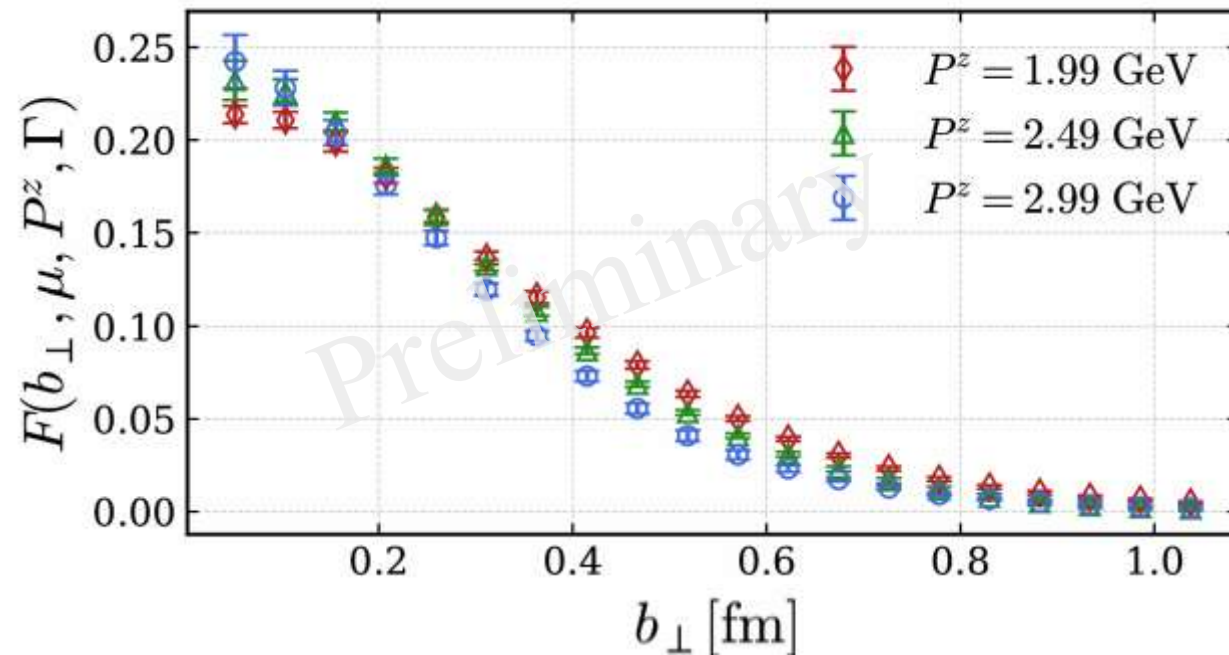 0.25
0.20
0.15
0.10
0.05
0.00
F(b⊥, μ, P^z, Γ)
P^z = 1.99 GeV
P^z = 2.49 GeV
P^z = 2.99 GeV
Preliminary
0.2 0.4 0.6 0.8 1.0
b⊥ [fm]